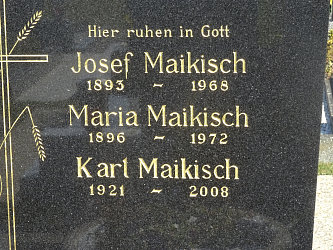 Hier ruhen in Gott
Josef Maikisch
1893 ~ 1968
Maria Maikisch
1896 ~ 1972
Karl Maikisch
1921 ~ 2008